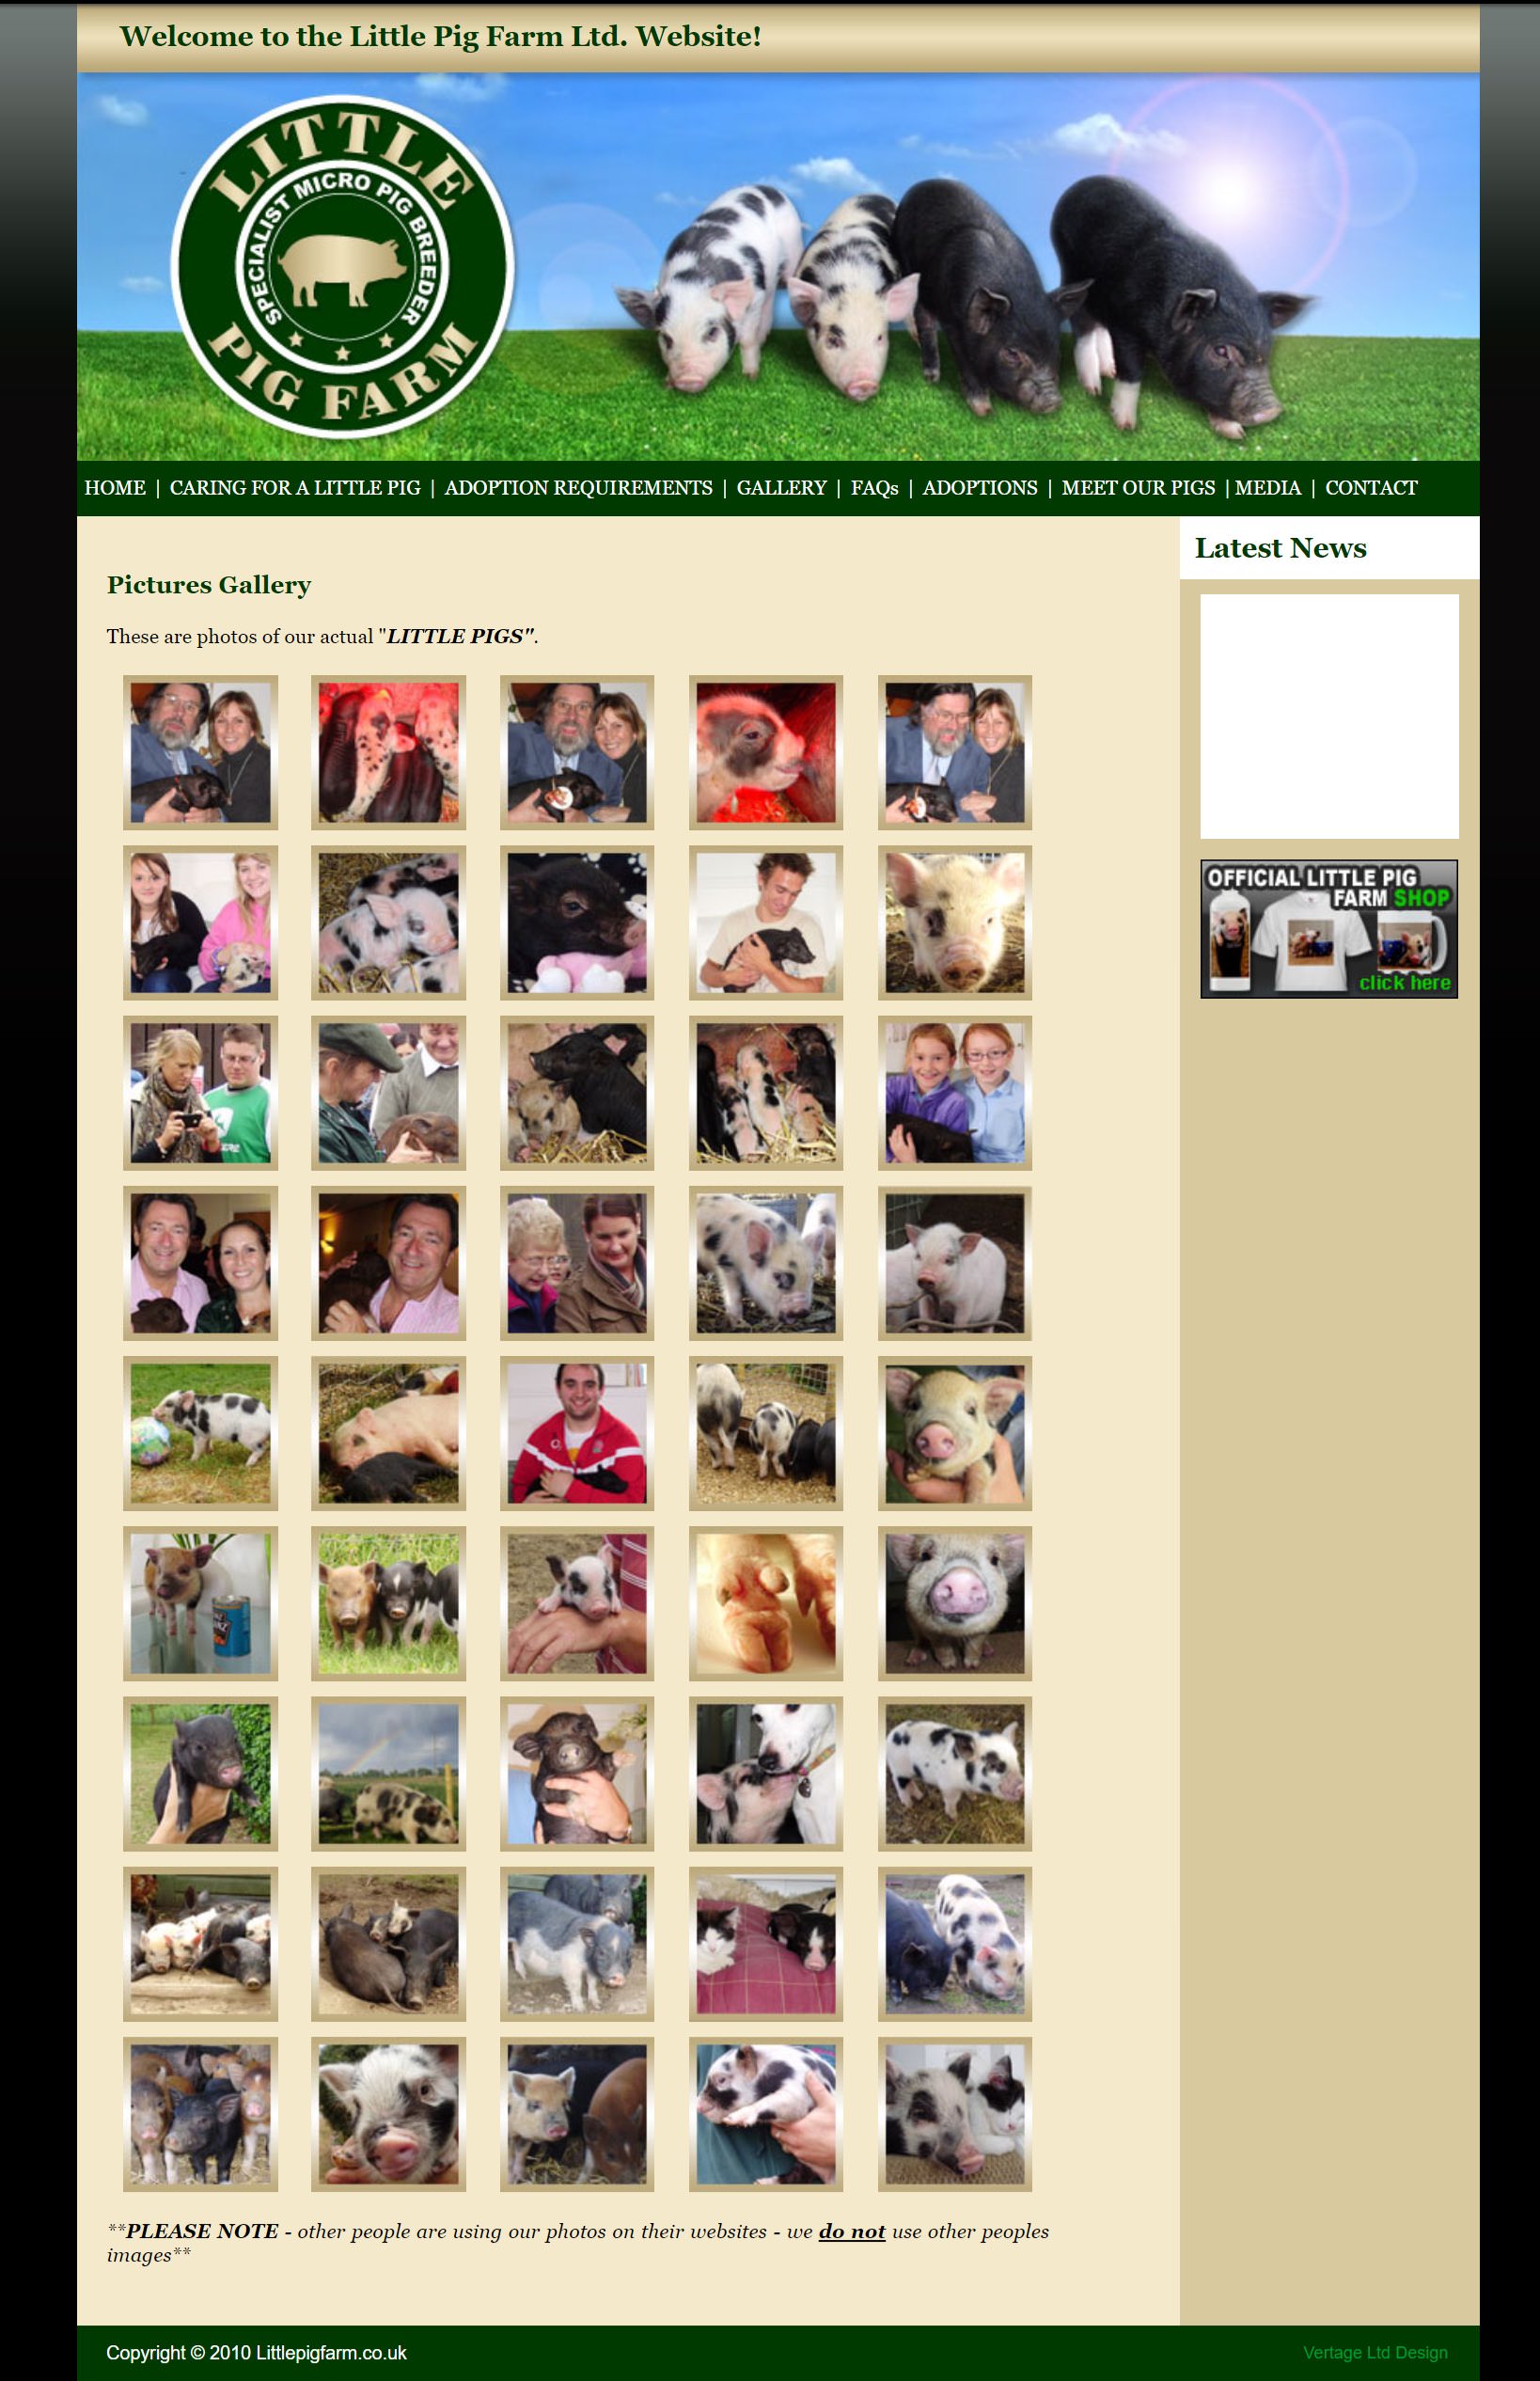 Welcome to the Little Pig Farm Ltd. Website!
LITTLE
SPECIALIST MICRO PIG BREEDER
PIG FARM
HOME | CARING FOR A LITTLE PIG | ADOPTION REQUIREMENTS | GALLERY | FAQs | ADOPTIONS | MEET OUR PIGS | MEDIA | CONTACT
Latest News
Pictures Gallery
These are photos of our actual "LITTLE PIGS".
OFFICIAL LITTLE PIG
FARM SHOP
click here
**PLEASE NOTE - other people are using our photos on their websites - we do not use other peoples
images**
Copyright © 2010 Littlepigfarm.co.uk
Vertage Ltd Design